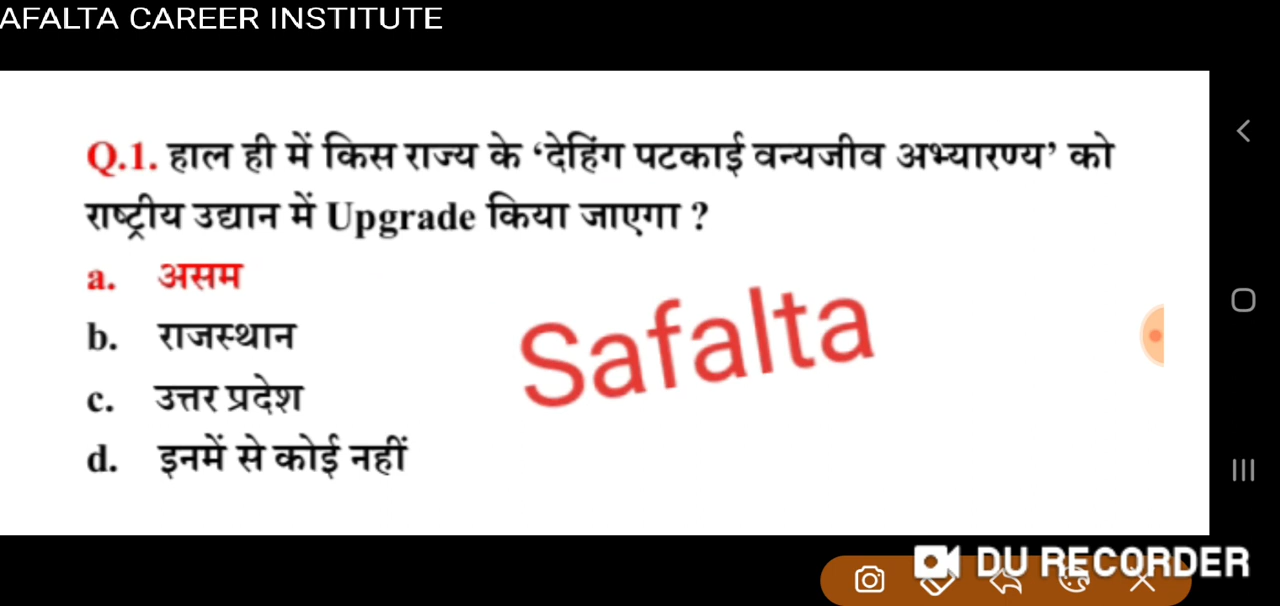 AFALTA CAREER INSTITUTE
Q.1. हाल ही में किस राज्य के ‘देहिंग पटकाई वन्यजीव अभ्यारण्य’ को
राष्ट्रीय उद्यान में Upgrade किया जाएगा ?
a. असम
b. राजस्थान
c. उत्तर प्रदेश
d. इनमें से कोई नहीं
Safalta
DU RECORDER